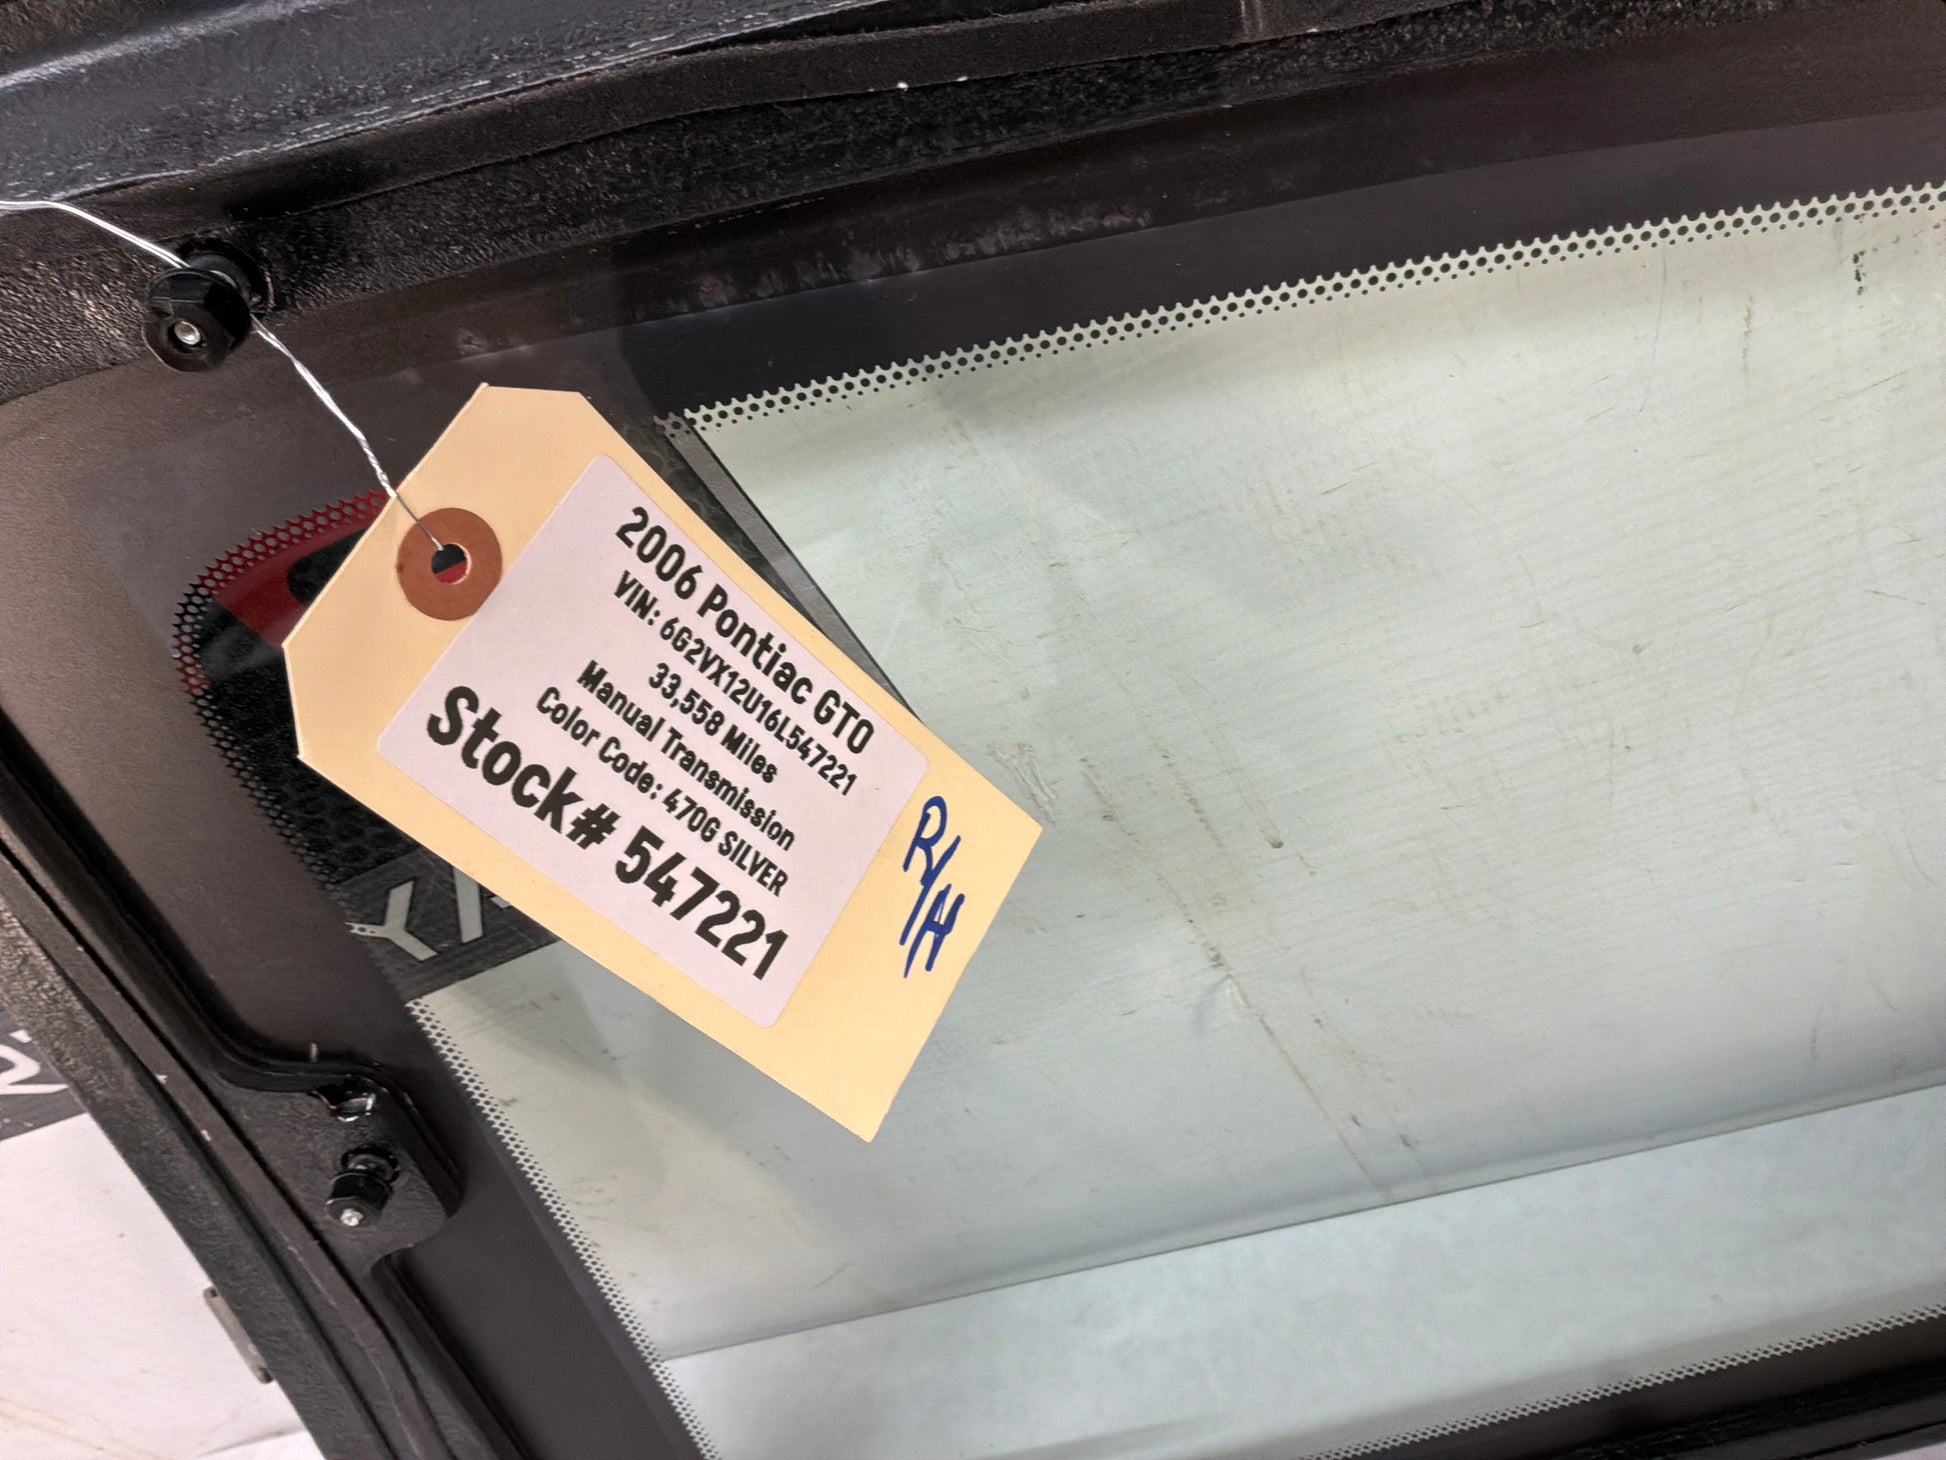 2006 Pontiac GTO
VIN: 6G2VX12U16L547221
33,558 Miles
Manual Transmission
Color Code: 470G SILVER
Stock# 547221
R/H